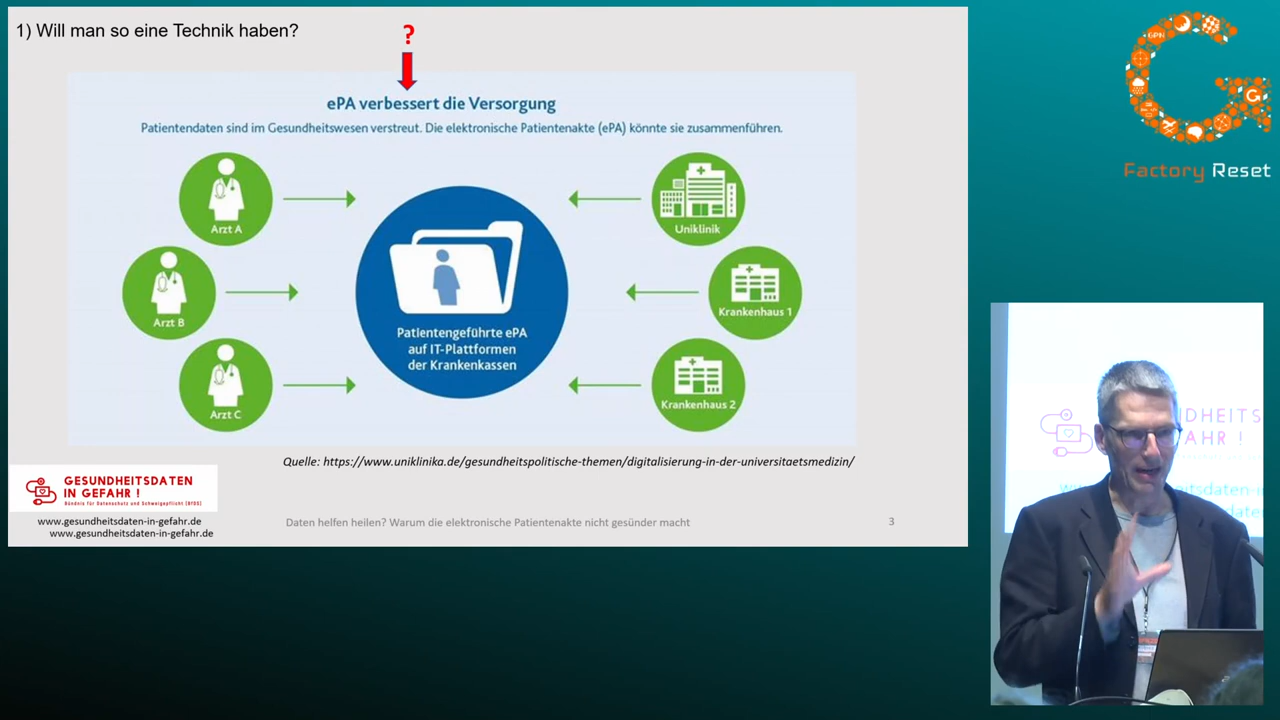 1) Will man so eine Technik haben?
?
ePA verbessert die Versorgung
Patientendaten sind im Gesundheitswesen verstreut. Die elektronische Patientenakte (ePA) könnte sie zusammenführen.
Arzt A
Uniklinik
Arzt B
Krankenhaus 1
Patientengeführte ePA
auf IT-Plattformen
der Krankenkassen
Arzt C
Krankenhaus 2
Quelle: https://www.uniklinika.de/gesundheitspolitische-themen/digitalisierung-in-der-universitaetsmedizin/
GESUNDHEITSDATEN
IN GEFAHR !
Bündnis für Datenschutz und Schweigepflicht (BfDS)
www.gesundheitsdaten-in-gefahr.de
www.gesundheitsdaten-in-gefahr.de
Daten helfen heilen? Warum die elektronische Patientenakte nicht gesünder macht
3
GPN
G
Factory Reset
DHEITS
AHR !